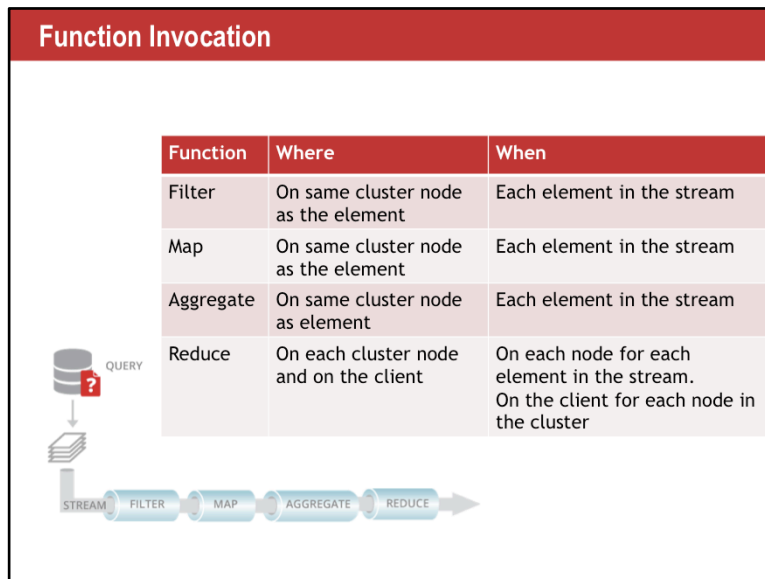 Function Invocation
Function Where When
Filter On same cluster node Each element in the stream
as the element
Map On same cluster node Each element in the stream
as the element
Aggregate On same cluster node Each element in the stream
as element
Reduce On each cluster node On each node for each
and on the client element in the stream.
On the client for each node in
the cluster
QUERY
?
STREAM FILTER MAP AGGREGATE REDUCE